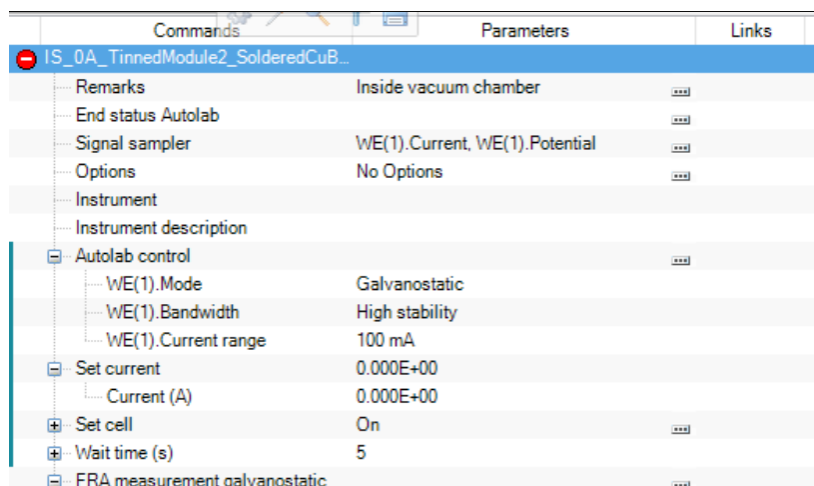 Commands Parameters Links
IS_0A_TinnedModule2_SolderedCuB...
Remarks Inside vacuum chamber
End status Autolab
Signal sampler WE(1).Current, WE(1).Potential
Options No Options
Instrument
Instrument description
Autolab control
WE(1).Mode Galvanostatic
WE(1).Bandwidth High stability
WE(1).Current range 100 mA
Set current 0.000E+00
Current (A) 0.000E+00
Set cell On
Wait time (s) 5
FRA measurement galvanostatic